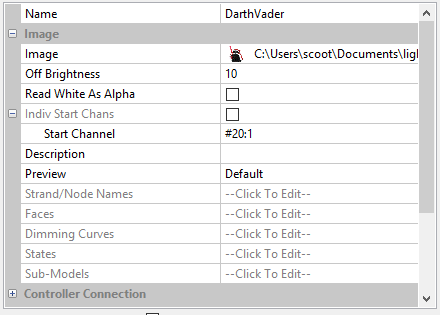 Name DarthVader
Image
Image C:\Users\scoot\Documents\lig
Off Brightness 10
Read White As Alpha
Indiv Start Chans
Start Channel #20:1
Description
Preview Default
Strand/Node Names --Click To Edit--
Faces --Click To Edit--
Dimming Curves --Click To Edit--
States --Click To Edit--
Sub-Models --Click To Edit--
Controller Connection